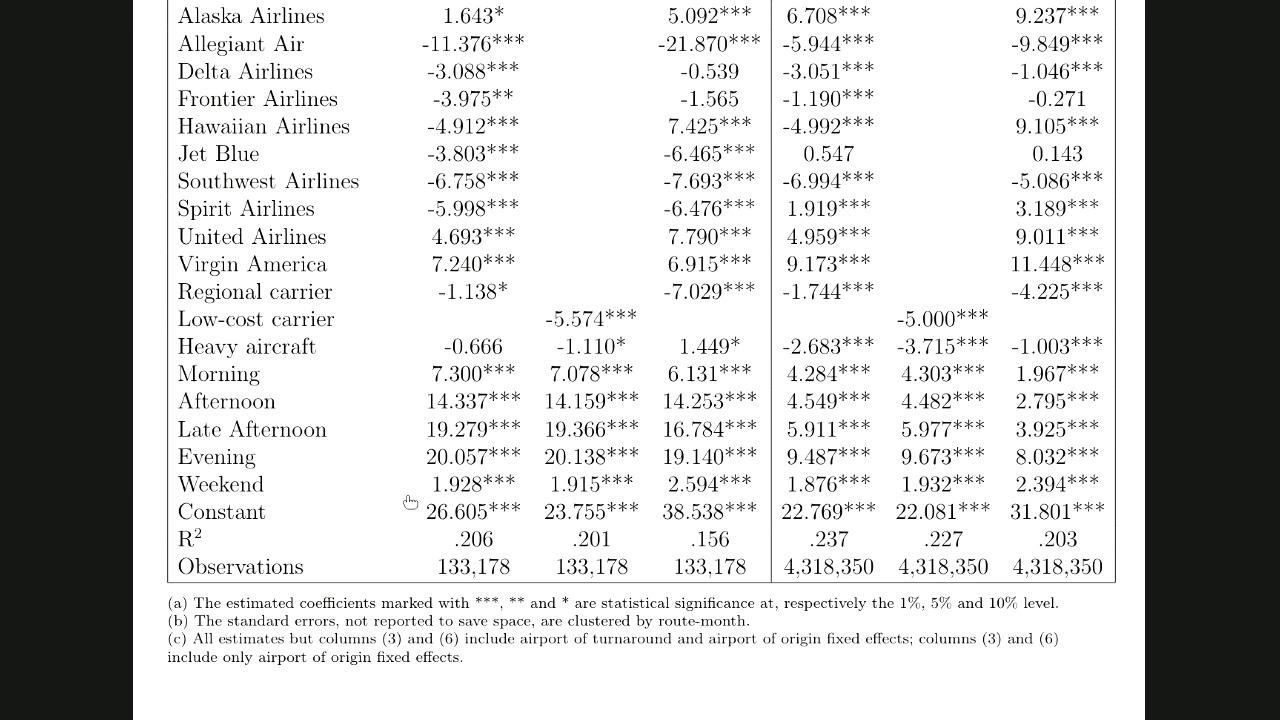 Alaska Airlines 1.643* 5.092*** 6.708*** 9.237***
Allegiant Air -11.376*** -21.870*** -5.944*** -9.849***
Delta Airlines -3.088*** -0.539 -3.051*** -1.046***
Frontier Airlines -3.975** -1.565 -1.190*** -0.271
Hawaiian Airlines -4.912*** 7.425*** -4.992*** 9.105***
Jet Blue -3.803*** -6.465*** 0.547 0.143
Southwest Airlines -6.758*** -7.693*** -6.994*** -5.086***
Spirit Airlines -5.998*** -6.476*** 1.919*** 3.189***
United Airlines 4.693*** 7.790*** 4.959*** 9.011***
Virgin America 7.240*** 6.915*** 9.173*** 11.448***
Regional carrier -1.138* -7.029*** -1.744*** -4.225***
Low-cost carrier -5.574*** -5.000***
Heavy aircraft -0.666 -1.110* 1.449* -2.683*** -3.715*** -1.003***
Morning 7.300*** 7.078*** 6.131*** 4.284*** 4.303*** 1.967***
Afternoon 14.337*** 14.159*** 14.253*** 4.549*** 4.482*** 2.795***
Late Afternoon 19.279*** 19.366*** 16.784*** 5.911*** 5.977*** 3.925***
Evening 20.057*** 20.138*** 19.140*** 9.487*** 9.673*** 8.032***
Weekend 1.928*** 1.915*** 2.594*** 1.876*** 1.932*** 2.394***
Constant 26.605*** 23.755*** 38.538*** 22.769*** 22.081*** 31.801***
R² .206 .201 .156 .237 .227 .203
Observations 133,178 133,178 133,178 4,318,350 4,318,350 4,318,350
(a) The estimated coefficients marked with ***, ** and * are statistical significance at, respectively the 1%, 5% and 10% level.
(b) The standard errors, not reported to save space, are clustered by route-month.
(c) All estimates but columns (3) and (6) include airport of turnaround and airport of origin fixed effects; columns (3) and (6)
include only airport of origin fixed effects.